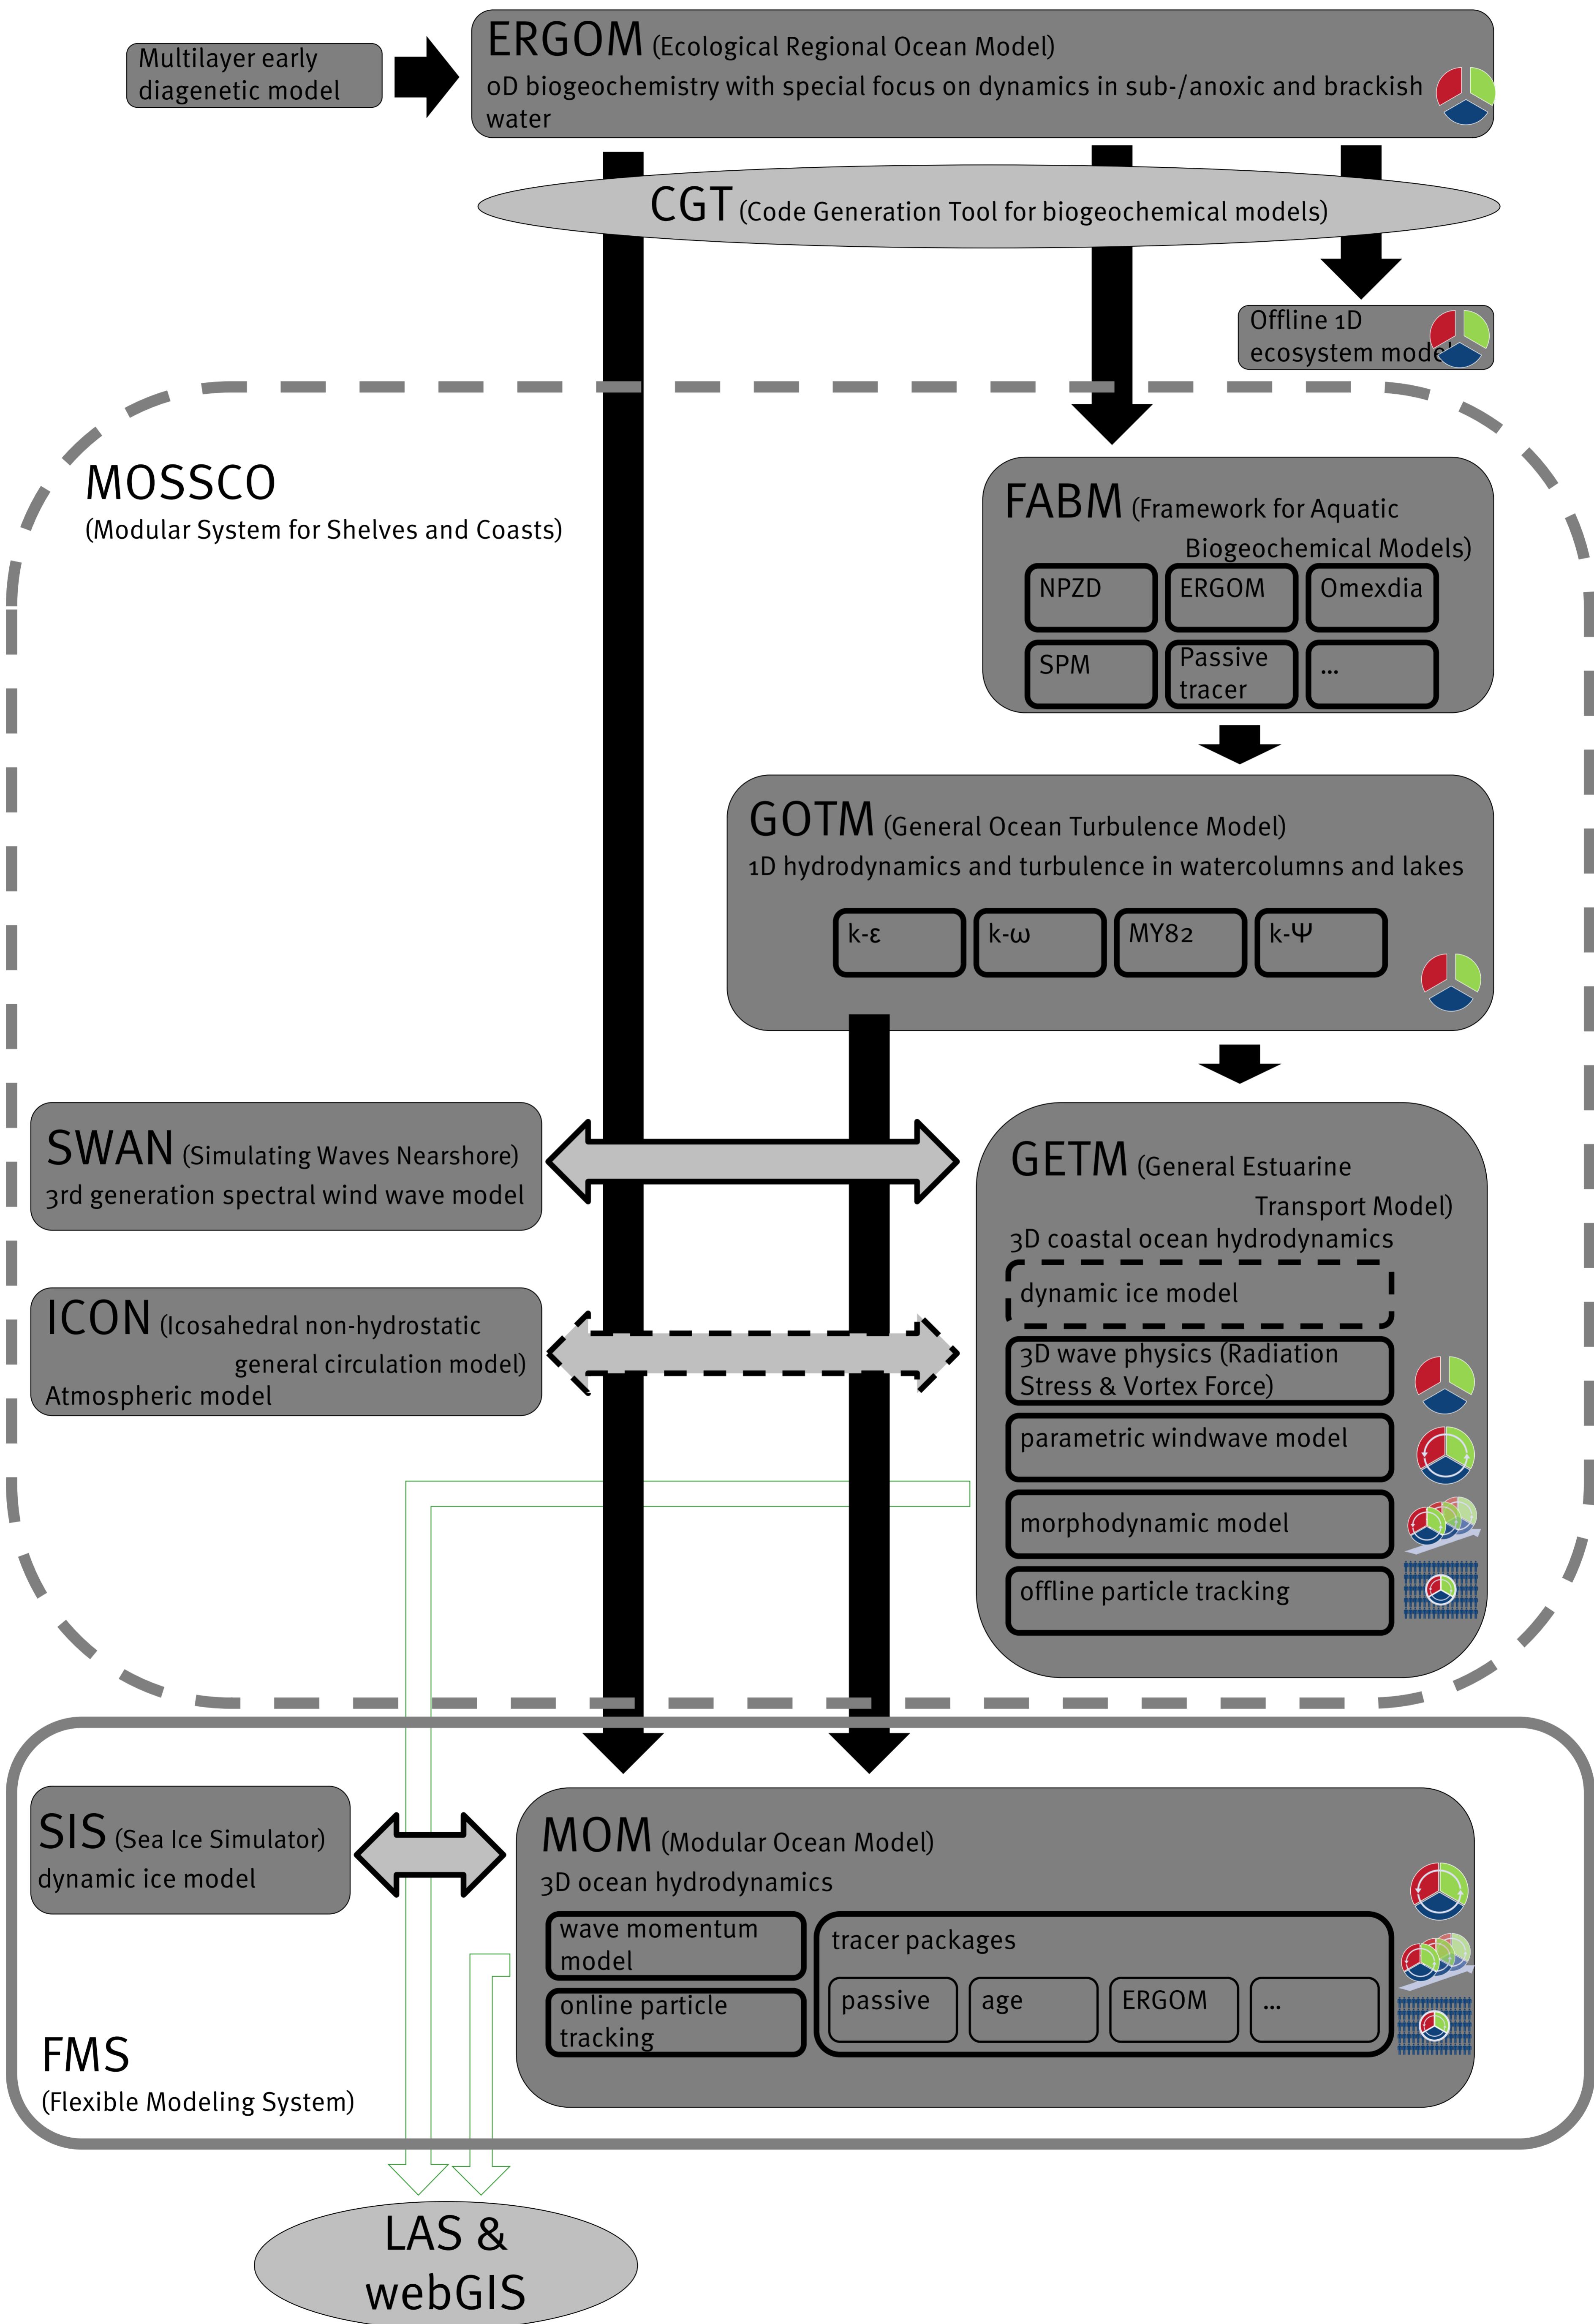 Multilayer early
diagenetic model
ERGOM (Ecological Regional Ocean Model)
0D biogeochemistry with special focus on dynamics in sub-/anoxic and brackish
water
CGT (Code Generation Tool for biogeochemical models)
Offline 1D
ecosystem model
MOSSCO
(Modular System for Shelves and Coasts)
FABM (Framework for Aquatic
Biogeochemical Models)
NPZD
ERGOM
Omexdia
SPM
Passive
tracer
...
GOTM (General Ocean Turbulence Model)
1D hydrodynamics and turbulence in watercolumns and lakes
k-ε
k-ω
MY82
k-Ψ
SWAN (Simulating Waves Nearshore)
3rd generation spectral wind wave model
ICON (Icosahedral non-hydrostatic
general circulation model)
Atmospheric model
GETM (General Estuarine
Transport Model)
3D coastal ocean hydrodynamics
dynamic ice model
3D wave physics (Radiation
Stress & Vortex Force)
parametric windwave model
morphodynamic model
offline particle tracking
SIS (Sea Ice Simulator)
dynamic ice model
MOM (Modular Ocean Model)
3D ocean hydrodynamics
wave momentum
model
online particle
tracking
tracer packages
passive
age
ERGOM
...
FMS
(Flexible Modeling System)
LAS &
webGIS